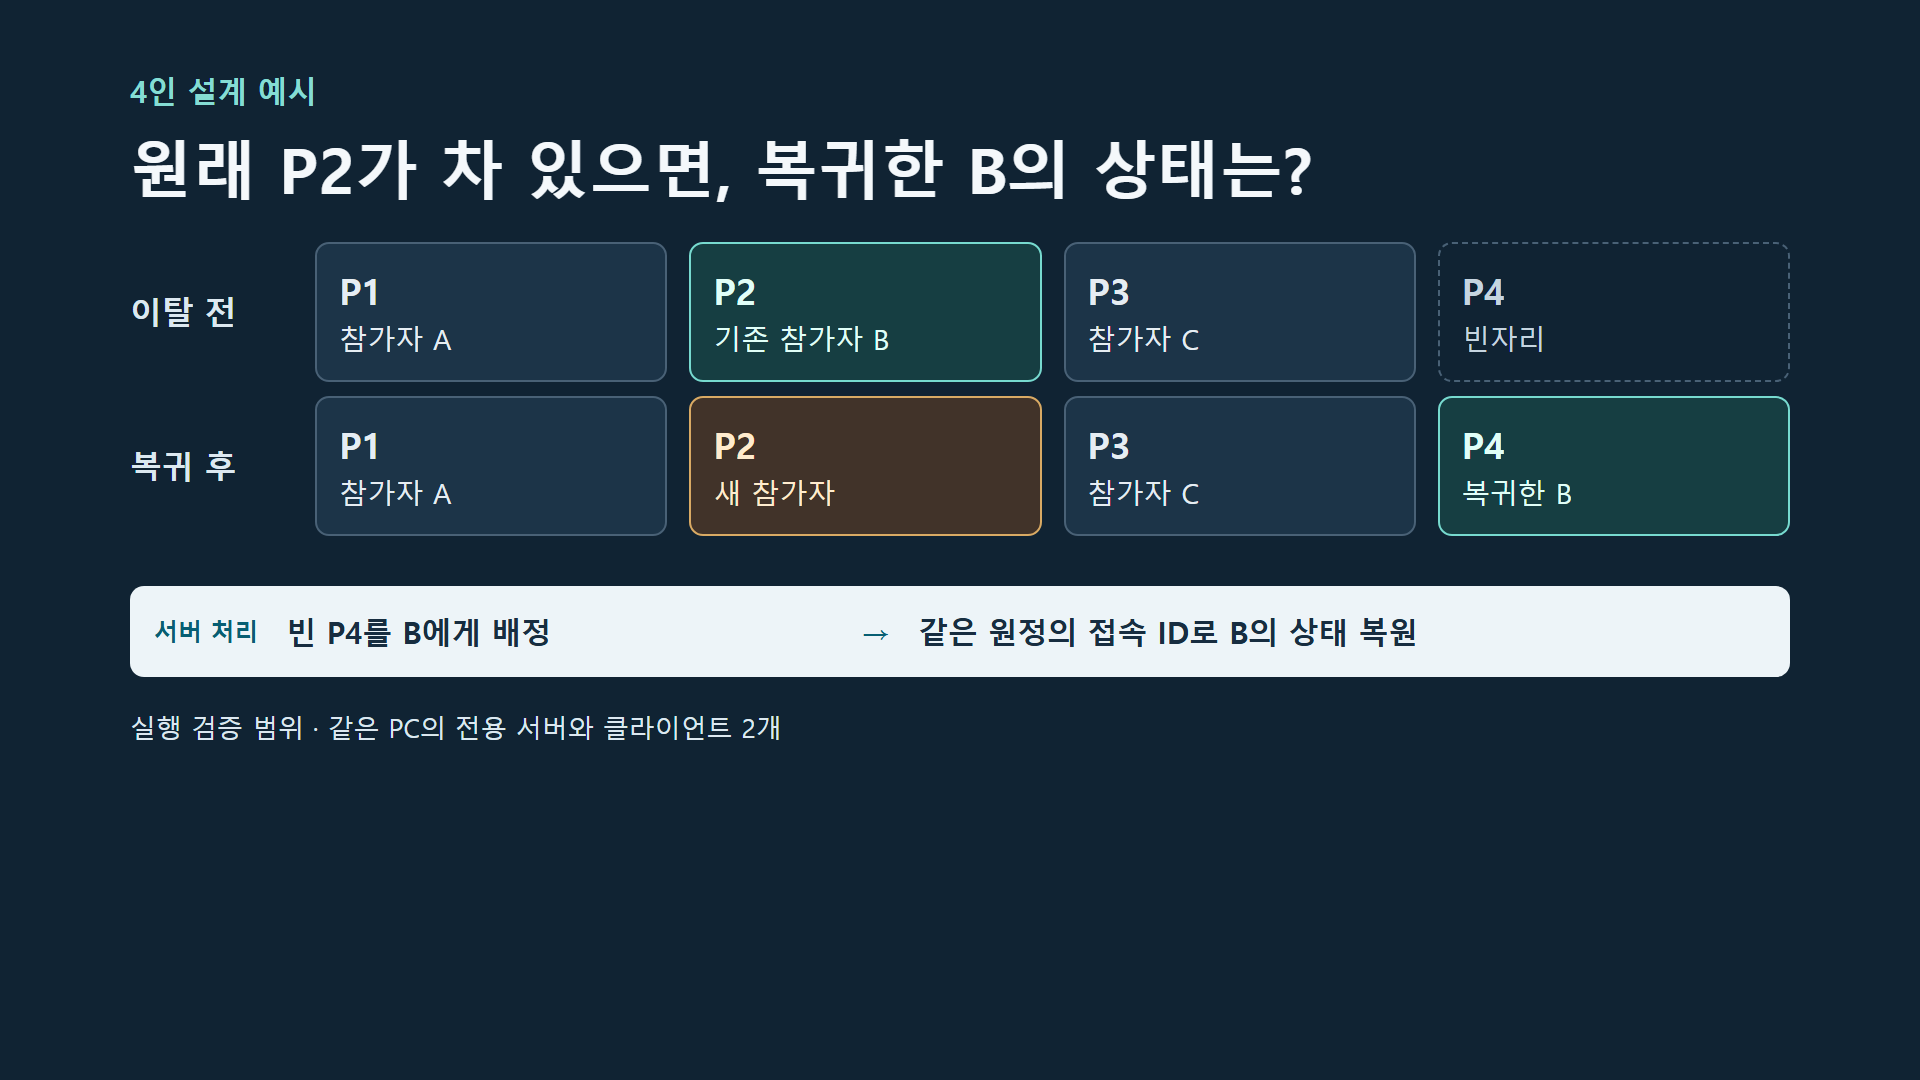 4인 설계 예시
원래 P2가 차 있으면, 복귀한 B의 상태는?
이탈 전
P1
참가자 A
P2
기존 참가자 B
P3
참가자 C
P4
빈자리
복귀 후
P1
참가자 A
P2
새 참가자
P3
참가자 C
P4
복귀한 B
서버 처리 빈 P4를 B에게 배정 → 같은 원정의 접속 ID로 B의 상태 복원
실행 검증 범위 · 같은 PC의 전용 서버와 클라이언트 2개